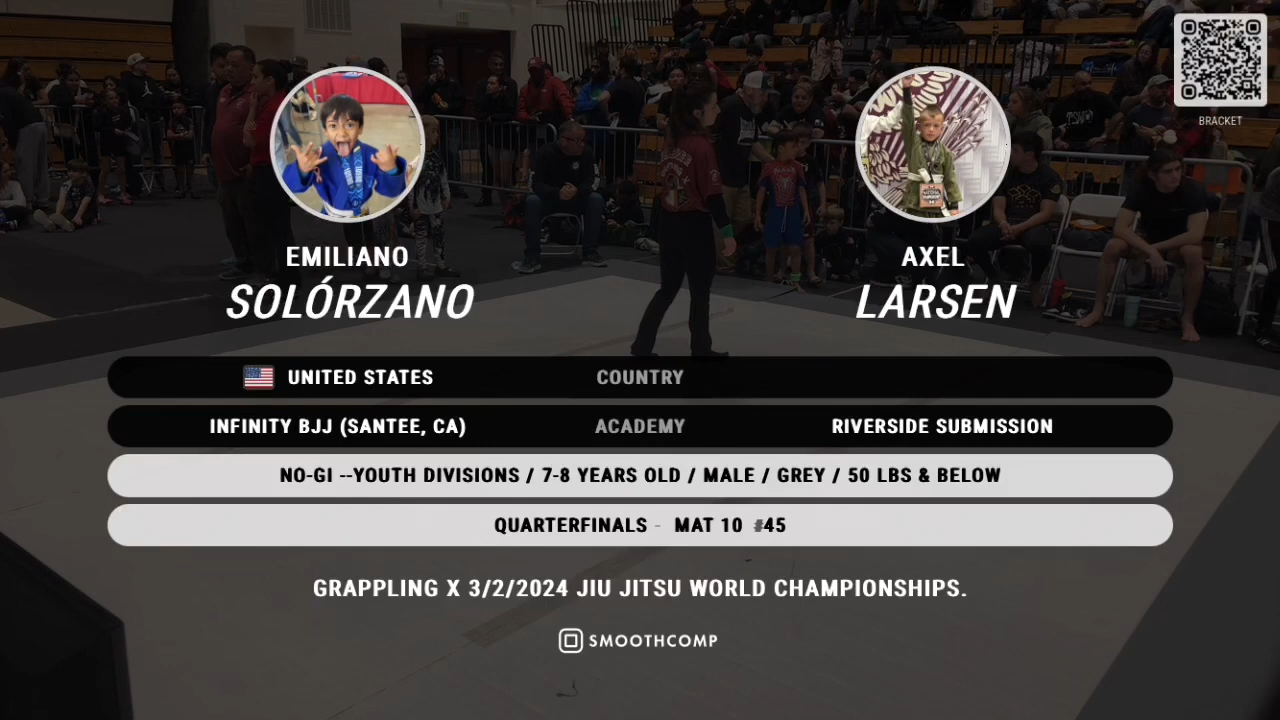 BRACKET
EMILIANO
SOLÓRZANO
AXEL
LARSEN
UNITED STATES
COUNTRY
INFINITY BJJ (SANTEE, CA)
ACADEMY
RIVERSIDE SUBMISSION
NO-GI --YOUTH DIVISIONS / 7-8 YEARS OLD / MALE / GREY / 50 LBS & BELOW
QUARTERFINALS - MAT 10 #45
GRAPPLING X 3/2/2024 JIU JITSU WORLD CHAMPIONSHIPS.
SMOOTHCOMP